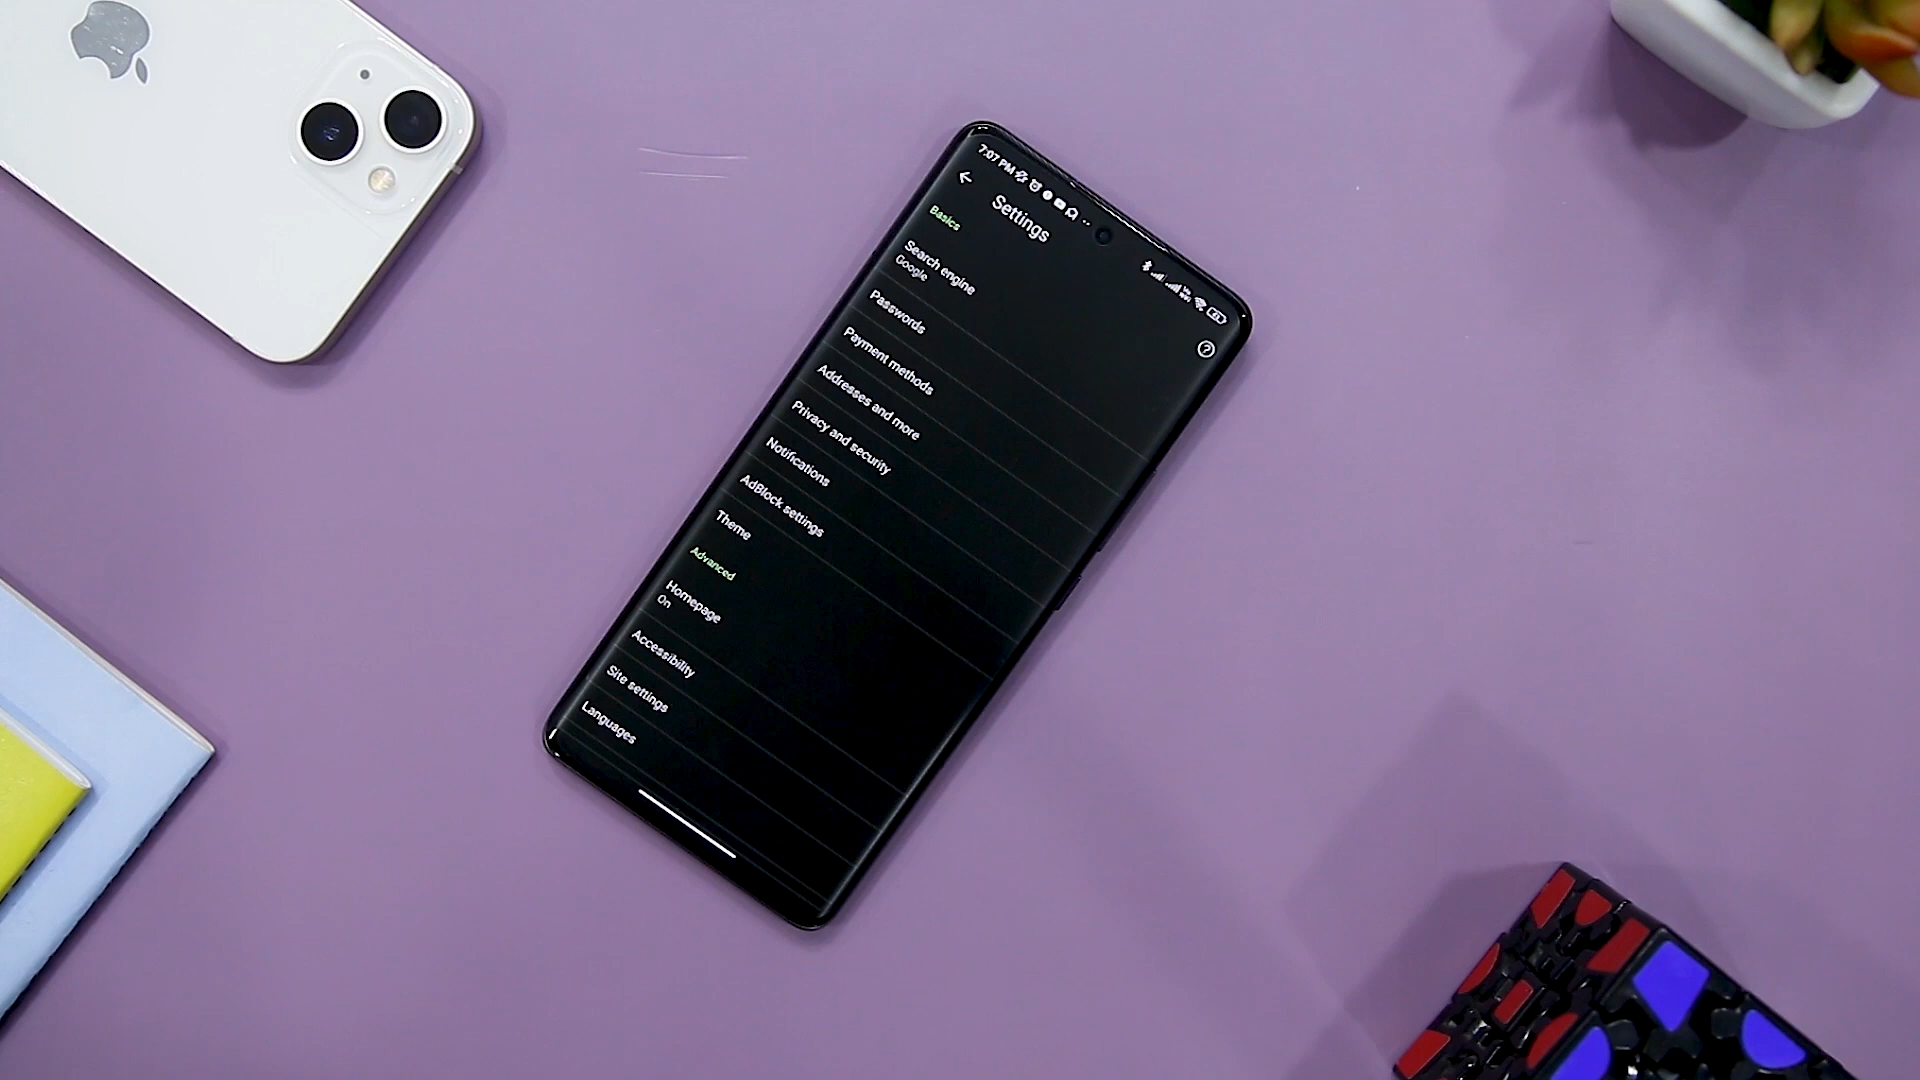 7:07 PM
Settings
Basics
Search engine
Google
Passwords
Payment methods
Addresses and more
Privacy and security
Notifications
AdBlock settings
Theme
Advanced
Homepage
On
Accessibility
Site settings
Languages